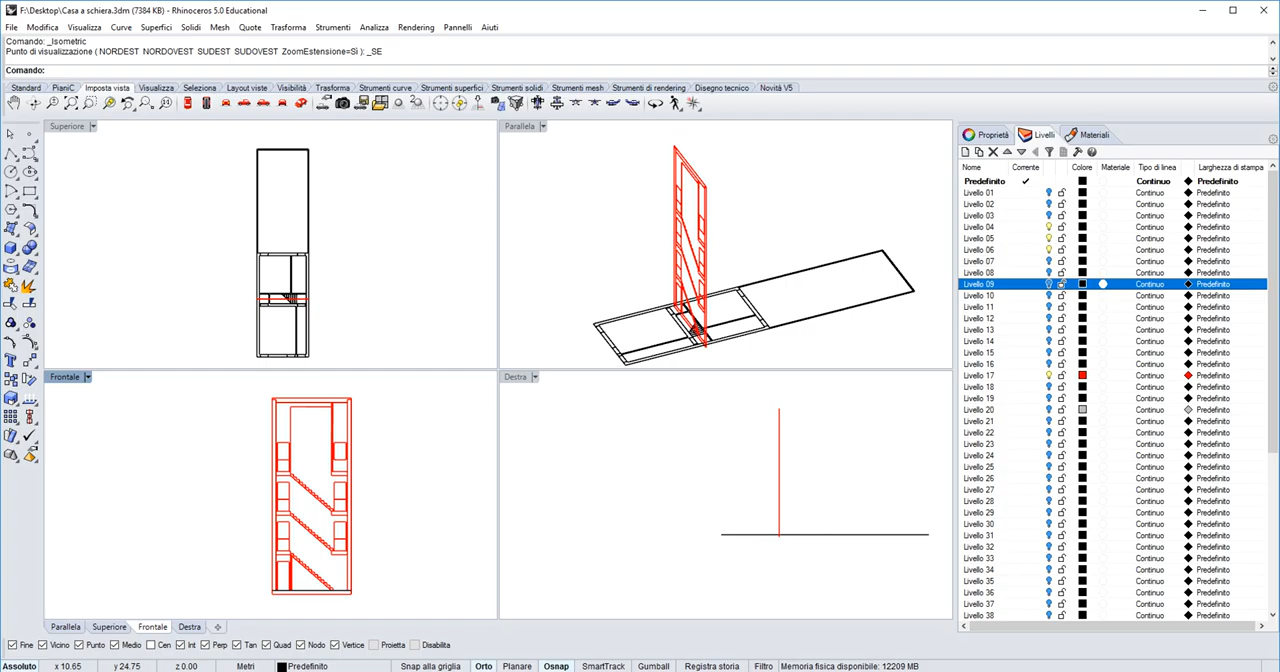 F:\Desktop\Casa a schiera.3dm (7384 KB) - Rhinoceros 5.0 Educational
File Modifica Visualizza Curve Superfici Solidi Mesh Quote Trasforma Strumenti Analizza Rendering Pannelli Aiuti
Comando: _Isometric
Punto di visualizzazione ( NORDEST NORDOVEST SUDEST SUDOVEST ZoomEstensione=Sì ): _SE
Comando:
Standard PianiC Imposta vista Visualizza Seleziona Layout viste Visibilità Trasforma Strumenti curve Strumenti superfici Strumenti solidi Strumenti mesh Strumenti di rendering Disegno tecnico Novità V5
Superiore
Parallela
Proprietà Livelli Materiali
Nome Corrente Colore Materiale Tipo di linea Larghezza di stampa
Predefinito Continuo Predefinito
Livello 01 Continuo Predefinito
Livello 02 Continuo Predefinito
Livello 03 Continuo Predefinito
Livello 04 Continuo Predefinito
Livello 05 Continuo Predefinito
Livello 06 Continuo Predefinito
Livello 07 Continuo Predefinito
Livello 08 Continuo Predefinito
Livello 09 Continuo Predefinito
Livello 10 Continuo Predefinito
Livello 11 Continuo Predefinito
Livello 12 Continuo Predefinito
Livello 13 Continuo Predefinito
Livello 14 Continuo Predefinito
Livello 15 Continuo Predefinito
Livello 16 Continuo Predefinito
Livello 17 Continuo Predefinito
Livello 18 Continuo Predefinito
Livello 19 Continuo Predefinito
Livello 20 Continuo Predefinito
Livello 21 Continuo Predefinito
Livello 22 Continuo Predefinito
Livello 23 Continuo Predefinito
Livello 24 Continuo Predefinito
Livello 25 Continuo Predefinito
Livello 26 Continuo Predefinito
Livello 27 Continuo Predefinito
Livello 28 Continuo Predefinito
Livello 29 Continuo Predefinito
Livello 30 Continuo Predefinito
Livello 31 Continuo Predefinito
Livello 32 Continuo Predefinito
Livello 33 Continuo Predefinito
Livello 34 Continuo Predefinito
Livello 35 Continuo Predefinito
Livello 36 Continuo Predefinito
Livello 37 Continuo Predefinito
Livello 38 Continuo Predefinito
Frontale
Destra
Parallela Superiore Frontale Destra
Fine Vicino Punto Medio Cen Int Perp Tan Quad Nodo Vertice Proietta Disabilita
Assoluto x 10.65 y 24.75 z 0.00 Metri Predefinito Snap alla griglia Orto Planare Osnap SmartTrack Gumball Registra storia Filtro Memoria fisica disponibile: 12209 MB